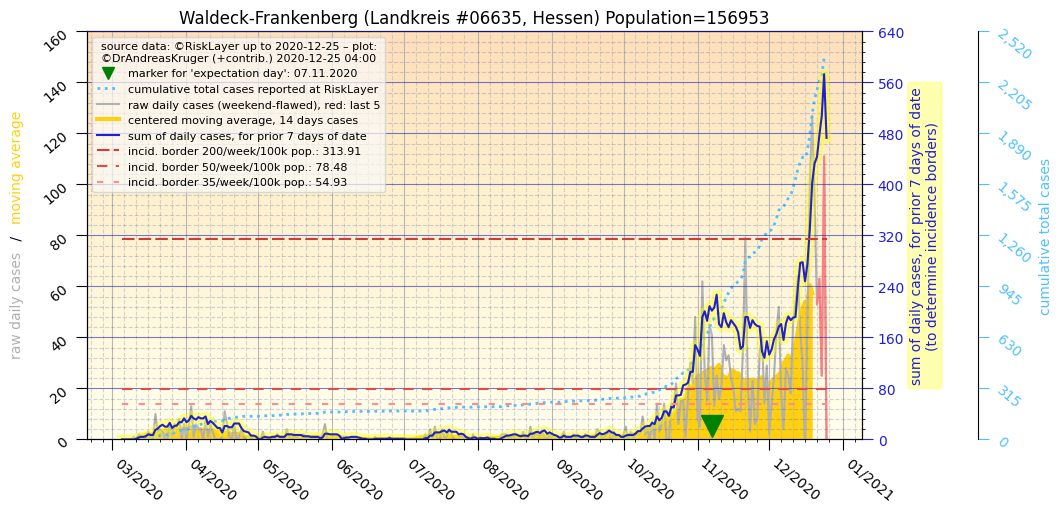 Waldeck-Frankenberg (Landkreis #06635, Hessen) Population=156953
source data: ©RiskLayer up to 2020-12-25 – plot:
©DrAndreasKruger (+contrib.) 2020-12-25 04:00
marker for 'expectation day': 07.11.2020
cumulative total cases reported at RiskLayer
raw daily cases (weekend-flawed), red: last 5
centered moving average, 14 days cases
sum of daily cases, for prior 7 days of date
incid. border 200/week/100k pop.: 313.91
incid. border 50/week/100k pop.: 78.48
incid. border 35/week/100k pop.: 54.93
raw daily cases / moving average
160
140
120
100
80
60
40
20
0
03/2020
04/2020
05/2020
06/2020
07/2020
08/2020
09/2020
10/2020
11/2020
12/2020
01/2021
640
560
480
400
320
240
160
80
0
sum of daily cases, for prior 7 days of date
(to determine incidence borders)
2,520
2,205
1,890
1,575
1,260
945
630
315
0
cumulative total cases